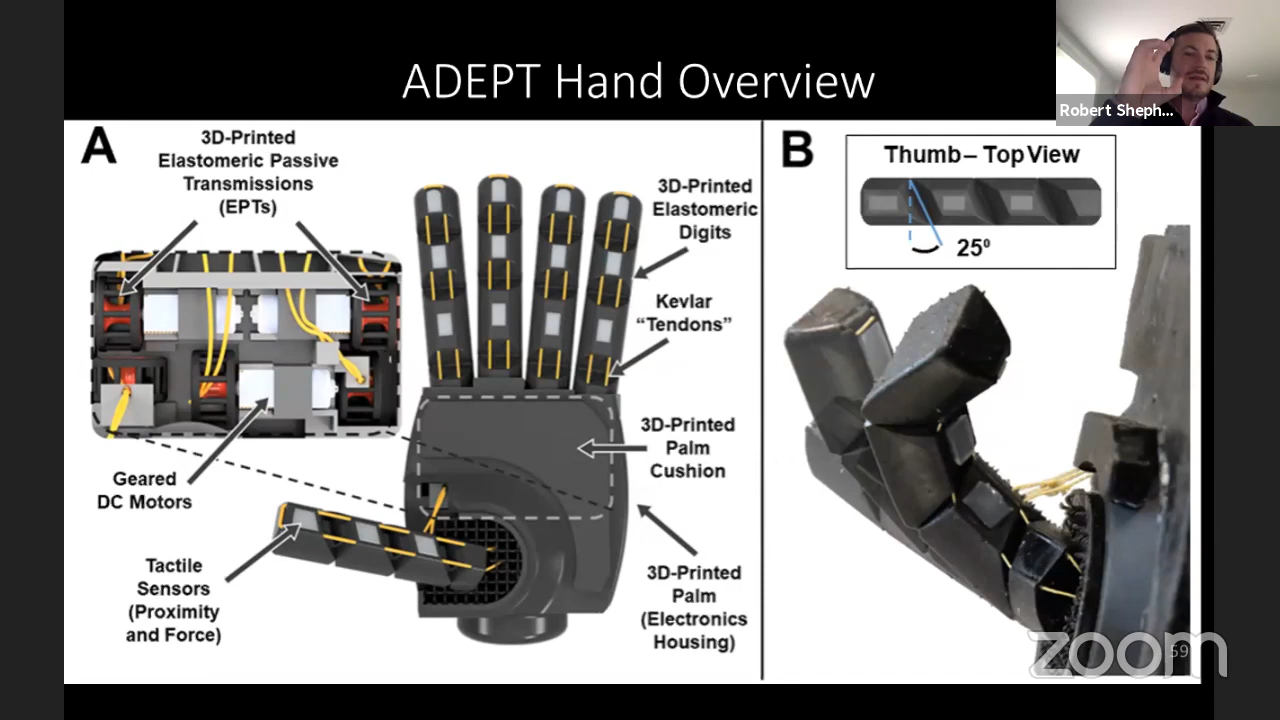 ADEPT Hand Overview
Robert Sheph...
A
3D-Printed
Elastomeric Passive
Transmissions
(EPTs)
3D-Printed
Elastomeric
Digits
Kevlar
“Tendons”
3D-Printed
Palm
Cushion
Geared
DC Motors
Tactile
Sensors
(Proximity
and Force)
3D-Printed
Palm
(Electronics
Housing)
B
Thumb – Top View
25⁰
zoom
59